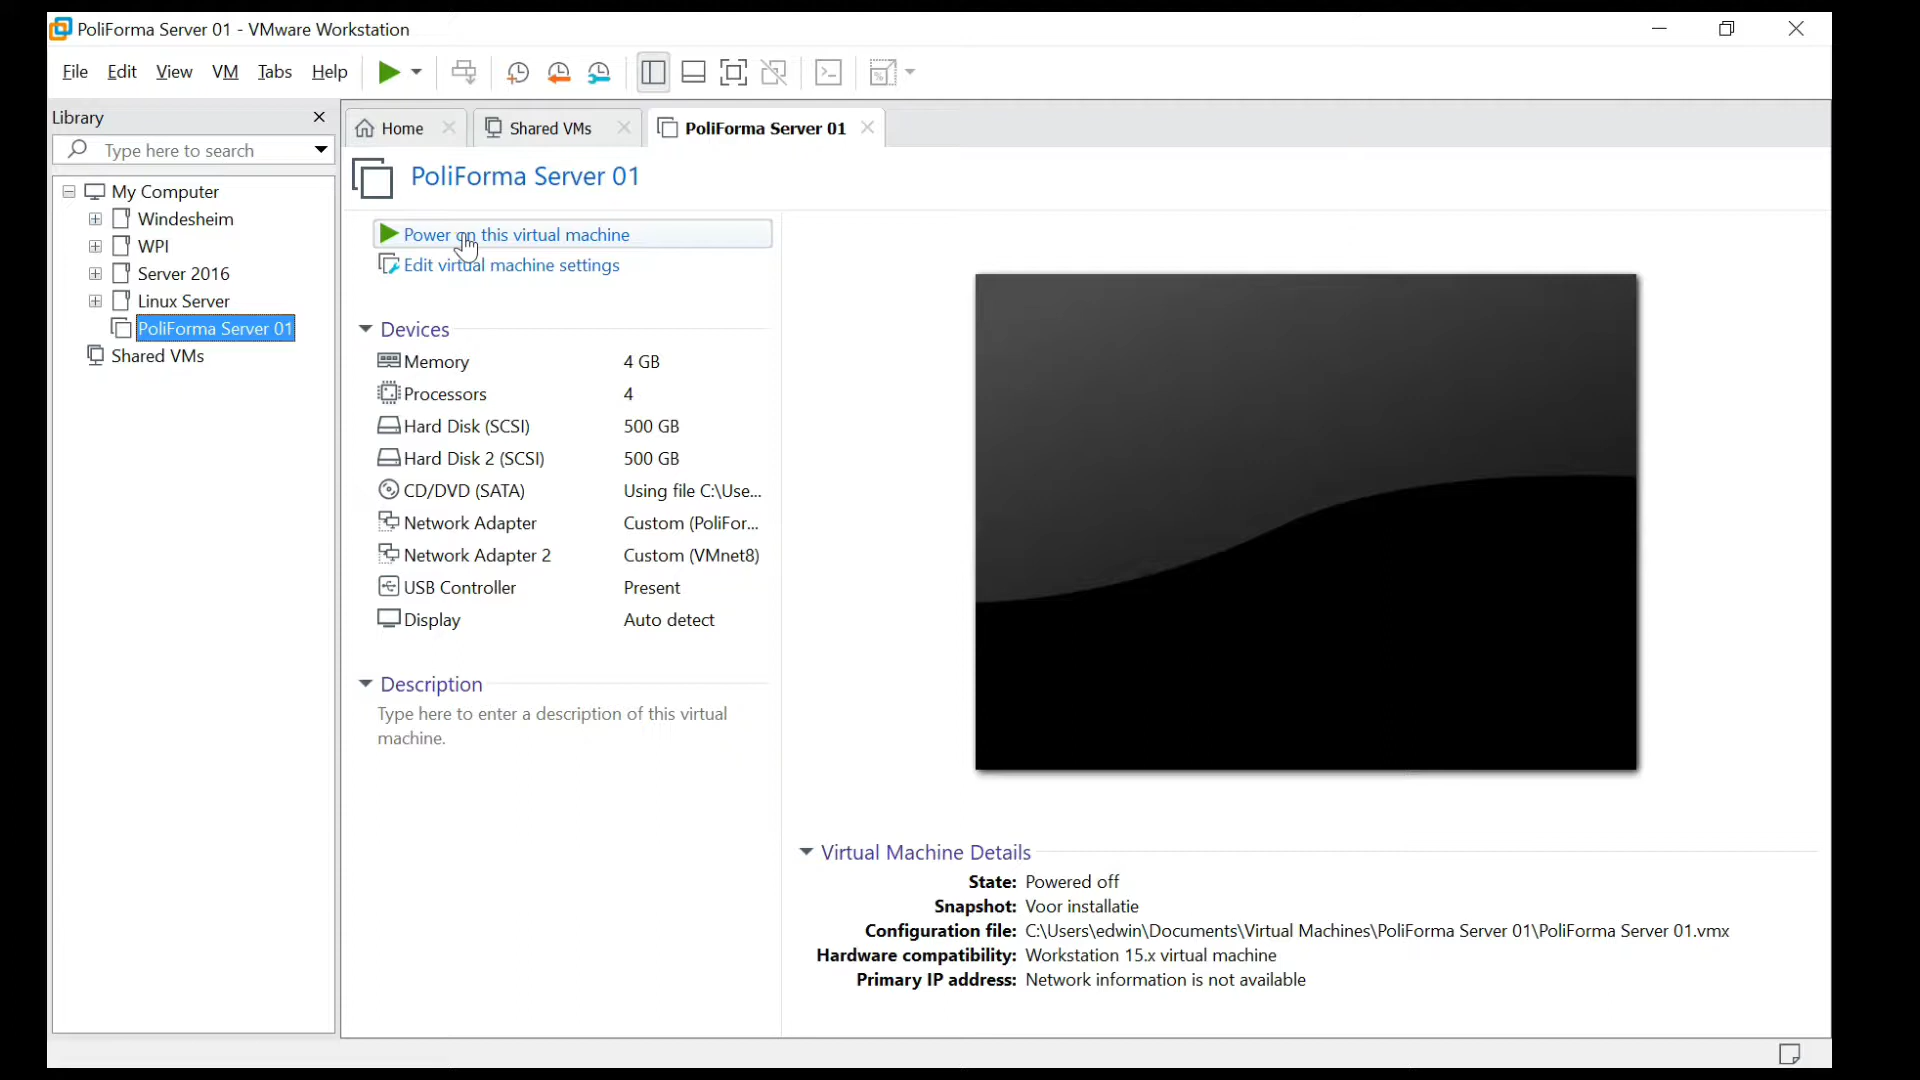 PoliForma Server 01 - VMware Workstation
File Edit View VM Tabs Help
Library
Type here to search
My Computer
Windesheim
WPI
Server 2016
Linux Server
PoliForma Server 01
Shared VMs
Home Shared VMs PoliForma Server 01
PoliForma Server 01
Power on this virtual machine
Edit virtual machine settings
Devices
Memory 4 GB
Processors 4
Hard Disk (SCSI) 500 GB
Hard Disk 2 (SCSI) 500 GB
CD/DVD (SATA) Using file C:\Use...
Network Adapter Custom (PoliFor...
Network Adapter 2 Custom (VMnet8)
USB Controller Present
Display Auto detect
Description
Type here to enter a description of this virtual
machine.
Virtual Machine Details
State: Powered off
Snapshot: Voor installatie
Configuration file: C:\Users\edwin\Documents\Virtual Machines\PoliForma Server 01\PoliForma Server 01.vmx
Hardware compatibility: Workstation 15.x virtual machine
Primary IP address: Network information is not available